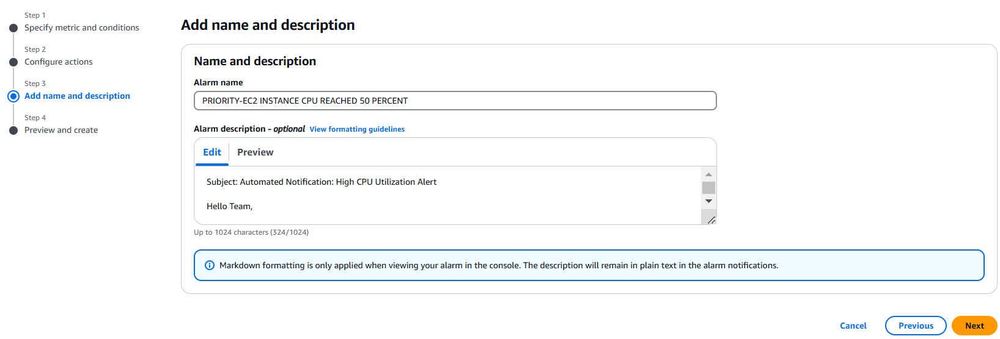 Step 1
Specify metric and conditions
Step 2
Configure actions
Step 3
Add name and description
Step 4
Preview and create
Add name and description
Name and description
Alarm name
PRIORITY-EC2 INSTANCE CPU REACHED 50 PERCENT
Alarm description - optional View formatting guidelines
Edit Preview
Subject: Automated Notification: High CPU Utilization Alert
Hello Team,
Up to 1024 characters (324/1024)
Markdown formatting is only applied when viewing your alarm in the console. The description will remain in plain text in the alarm notifications.
Cancel Previous Next